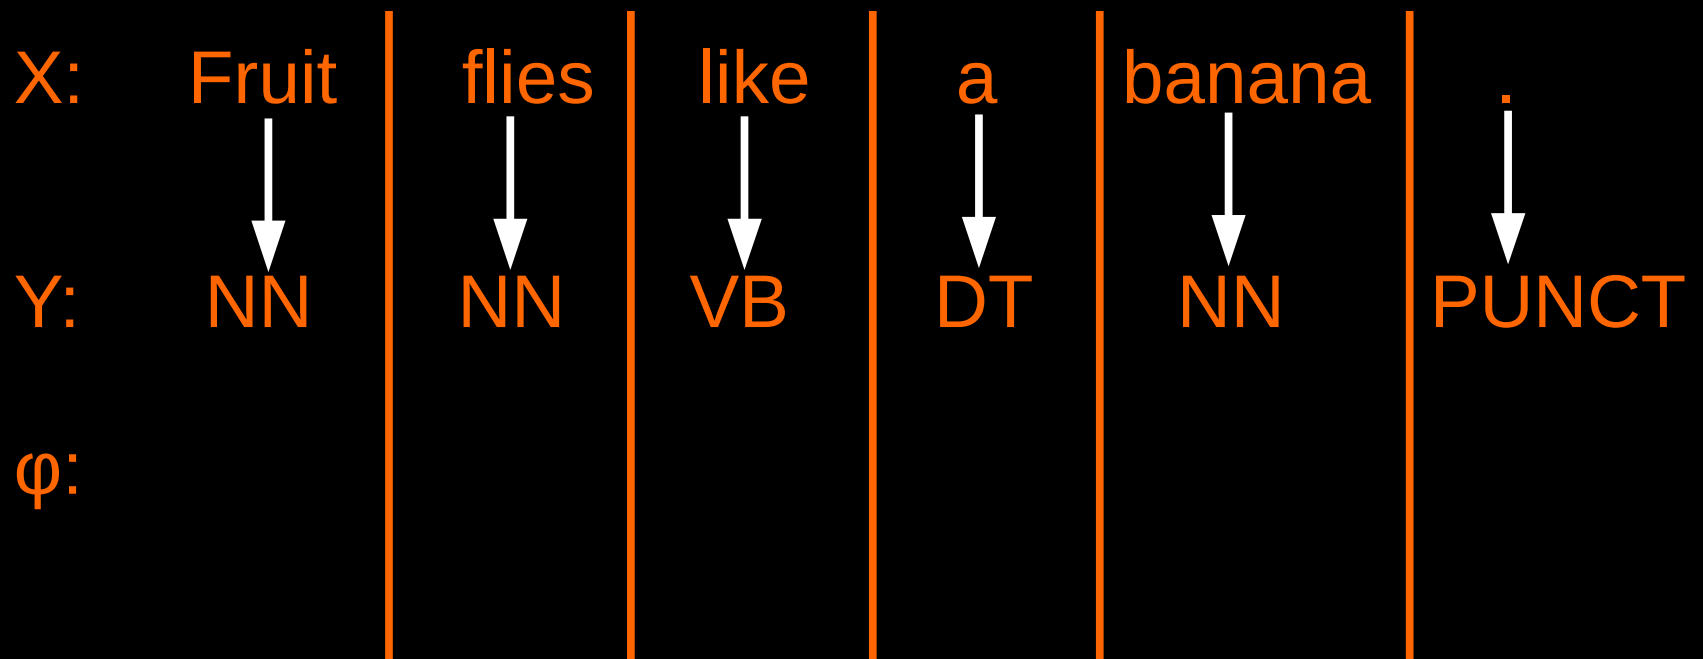 X: Fruit flies like a banana .
Y: NN NN VB DT NN PUNCT
φ: